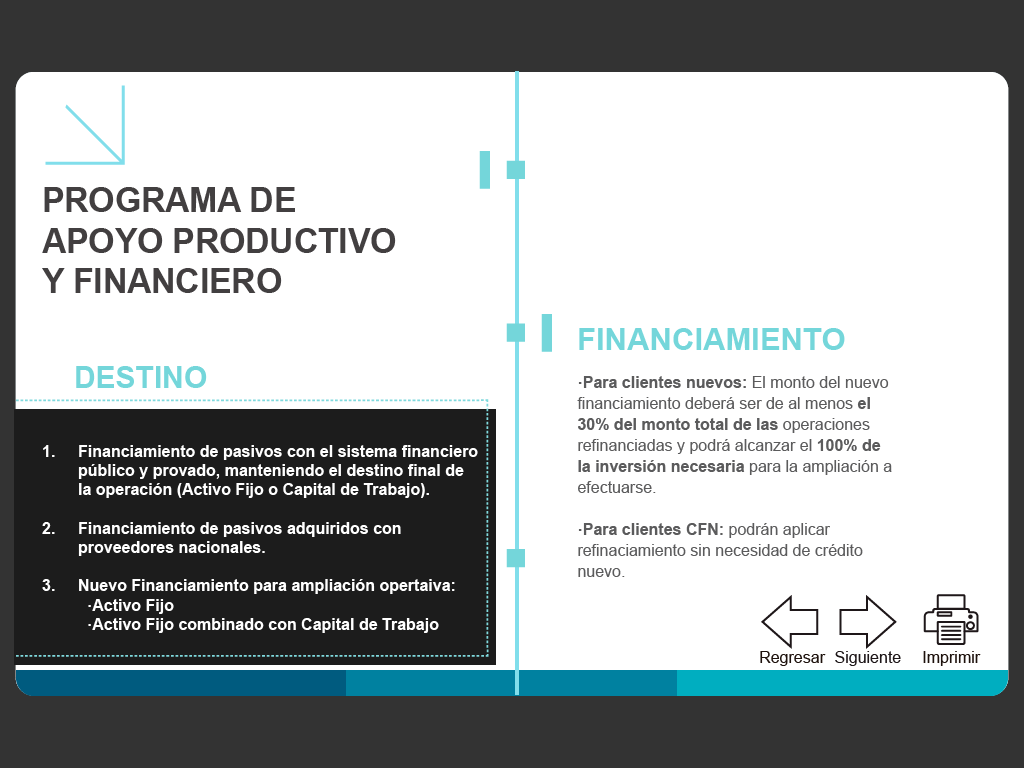 PROGRAMA DE
APOYO PRODUCTIVO
Y FINANCIERO
DESTINO
1. Financiamiento de pasivos con el sistema financiero
público y provado, manteniendo el destino final de
la operación (Activo Fijo o Capital de Trabajo).
2. Financiamiento de pasivos adquiridos con
proveedores nacionales.
3. Nuevo Financiamiento para ampliación opertaiva:
·Activo Fijo
·Activo Fijo combinado con Capital de Trabajo
FINANCIAMIENTO
·Para clientes nuevos: El monto del nuevo
financiamiento deberá ser de al menos el
30% del monto total de las operaciones
refinanciadas y podrá alcanzar el 100% de
la inversión necesaria para la ampliación a
efectuarse.
·Para clientes CFN: podrán aplicar
refinaciamiento sin necesidad de crédito
nuevo.
Regresar Siguiente Imprimir